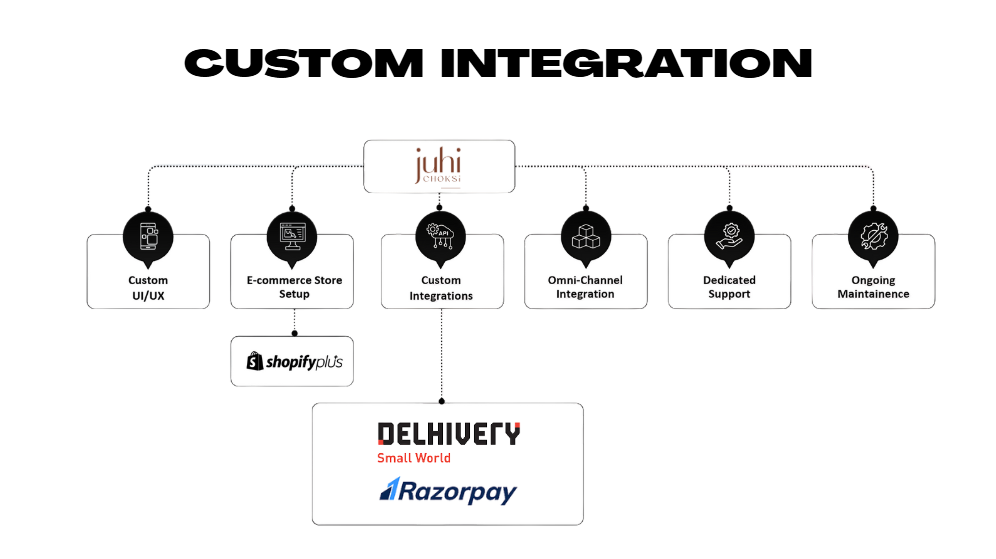 CUSTOM INTEGRATION
juhi
CHOKSI
API
Custom
UI/UX
E-commerce Store
Setup
Custom
Integrations
Omni-Channel
Integration
Dedicated
Support
Ongoing
Maintainence
shopifyplus
DELHIVERY
Small World
Razorpay